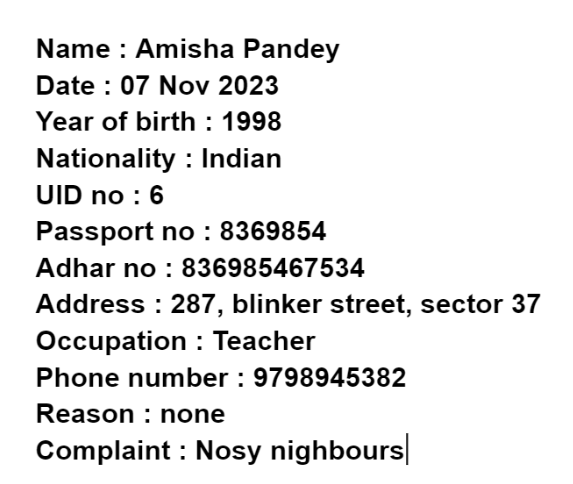 Name : Amisha Pandey
Date : 07 Nov 2023
Year of birth : 1998
Nationality : Indian
UID no : 6
Passport no : 8369854
Adhar no : 836985467534
Address : 287, blinker street, sector 37
Occupation : Teacher
Phone number : 9798945382
Reason : none
Complaint : Nosy nighbours